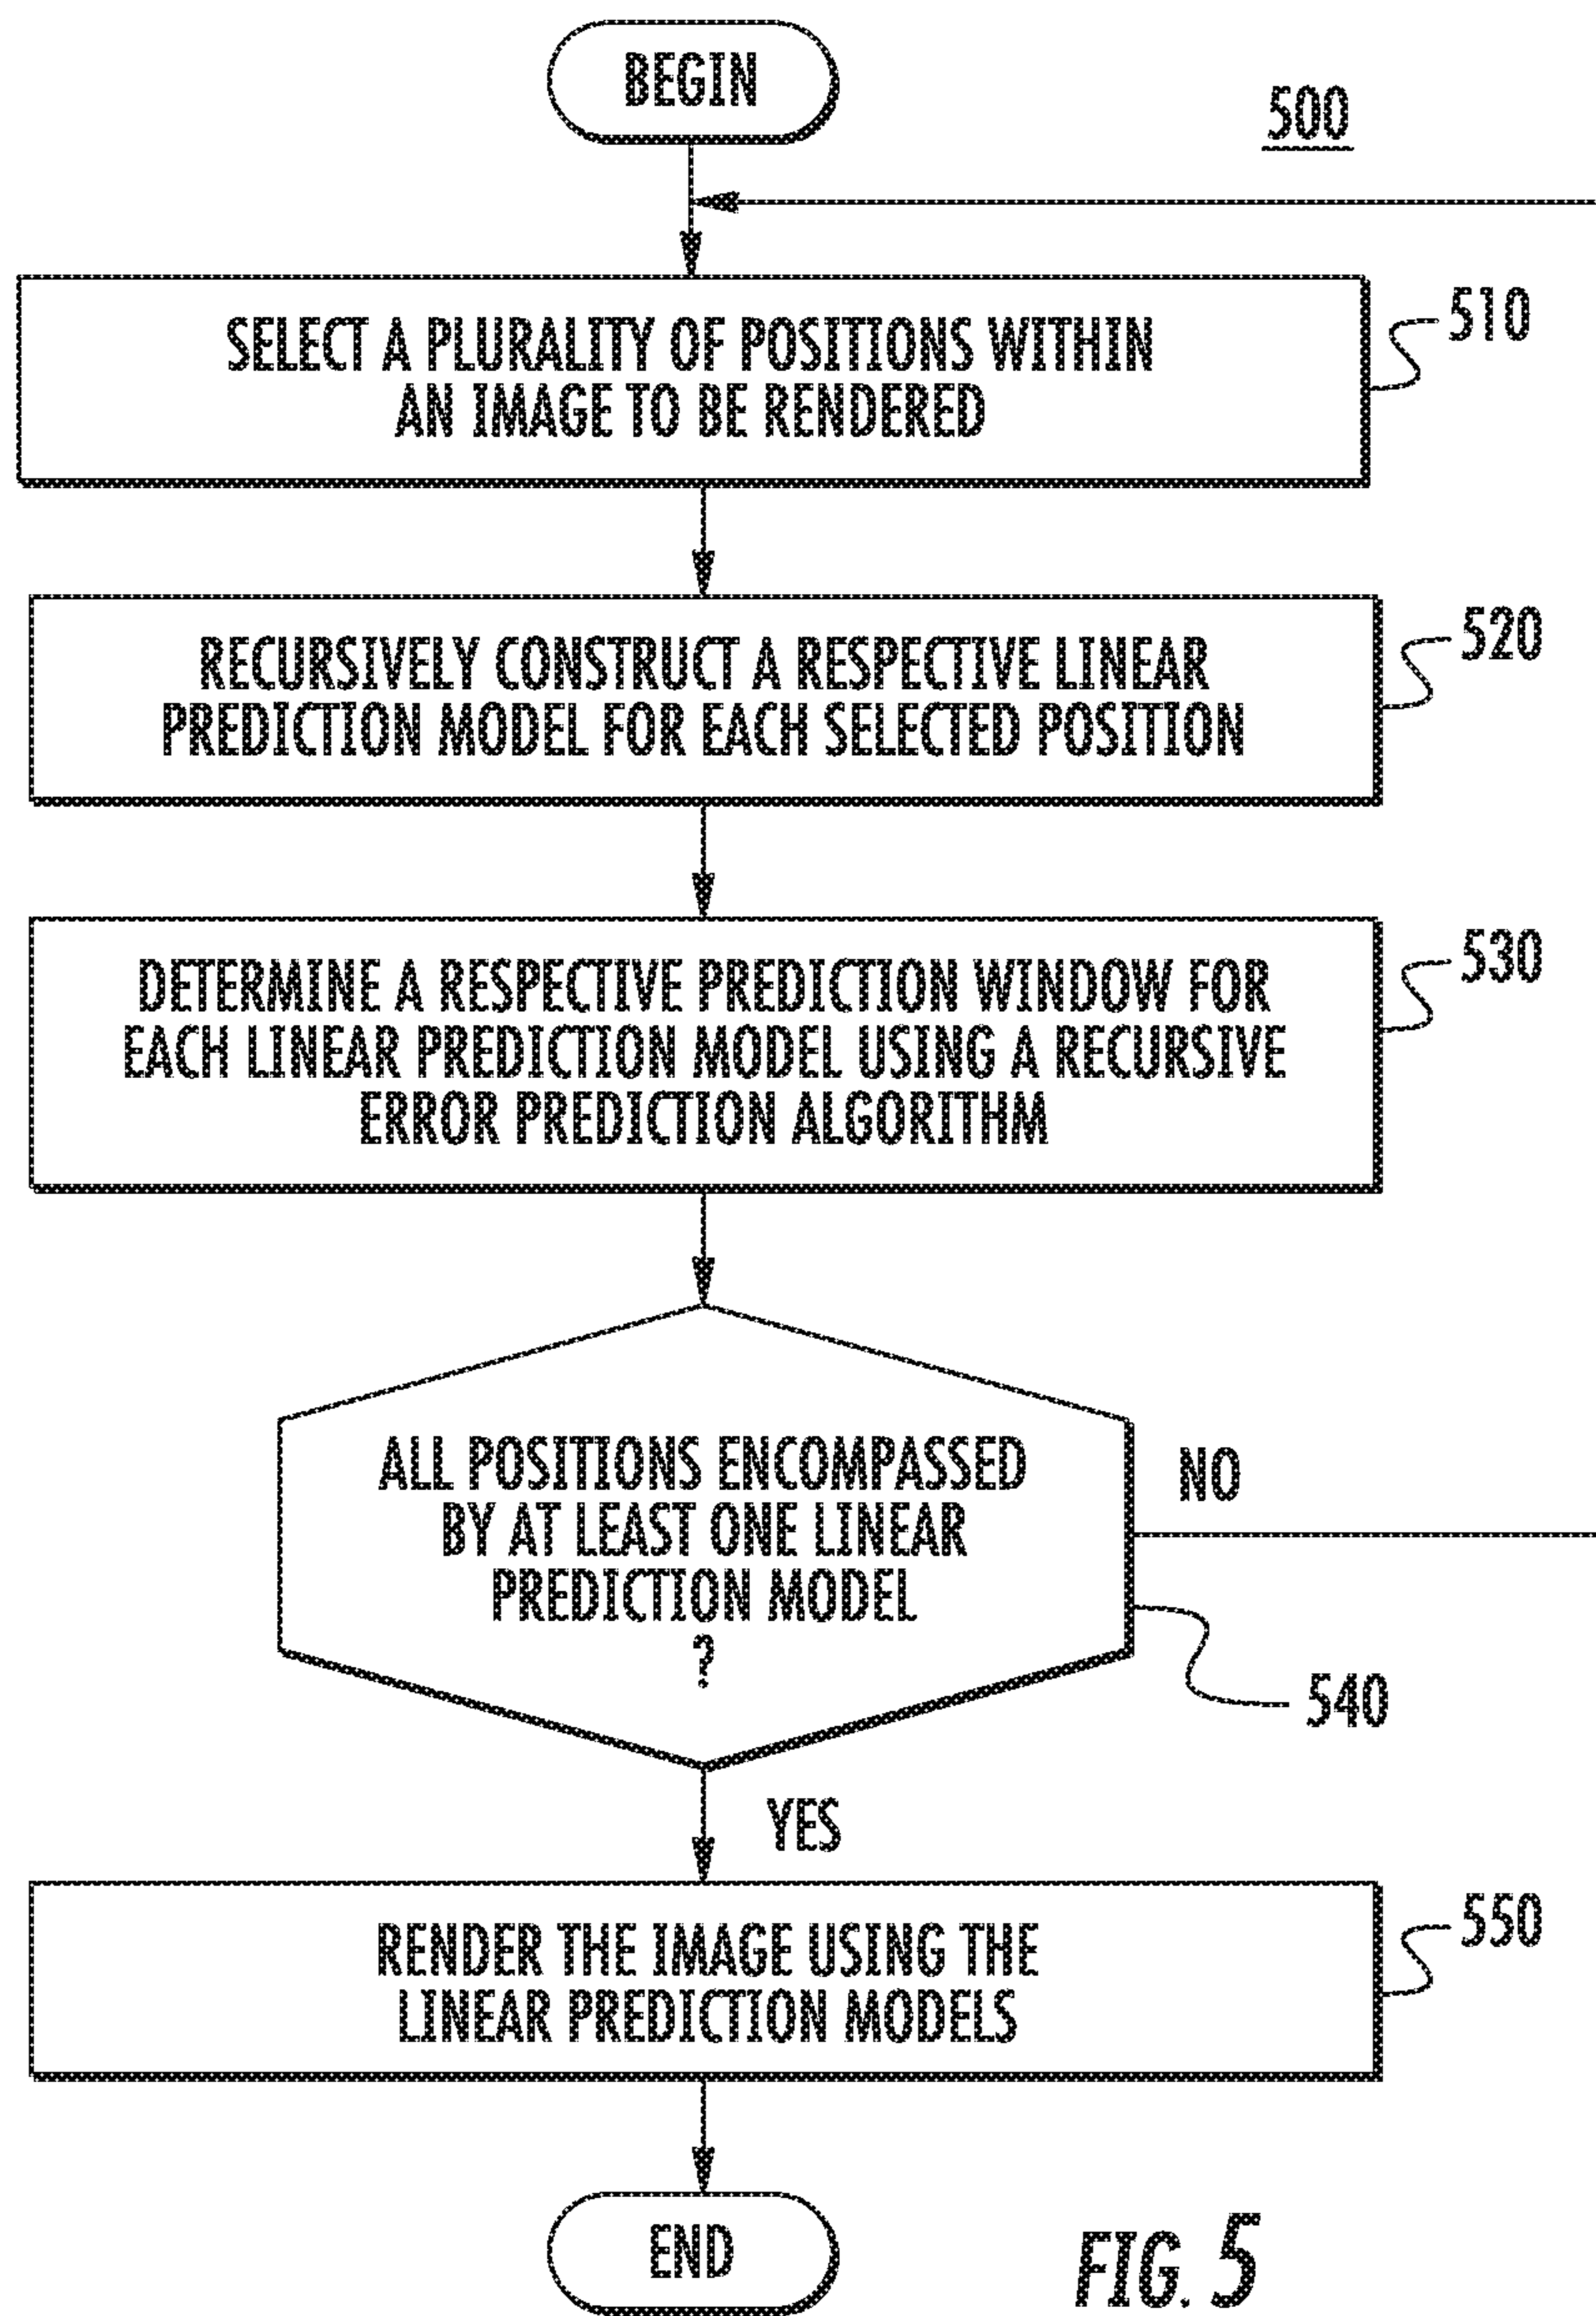 BEGIN
500
SELECT A PLURALITY OF POSITIONS WITHIN
AN IMAGE TO BE RENDERED
510
RECURSIVELY CONSTRUCT A RESPECTIVE LINEAR
PREDICTION MODEL FOR EACH SELECTED POSITION
520
DETERMINE A RESPECTIVE PREDICTION WINDOW FOR
EACH LINEAR PREDICTION MODEL USING A RECURSIVE
ERROR PREDICTION ALGORITHM
530
ALL POSITIONS ENCOMPASSED
BY AT LEAST ONE LINEAR
PREDICTION MODEL
?
NO
540
YES
RENDER THE IMAGE USING THE
LINEAR PREDICTION MODELS
550
END
FIG. 5